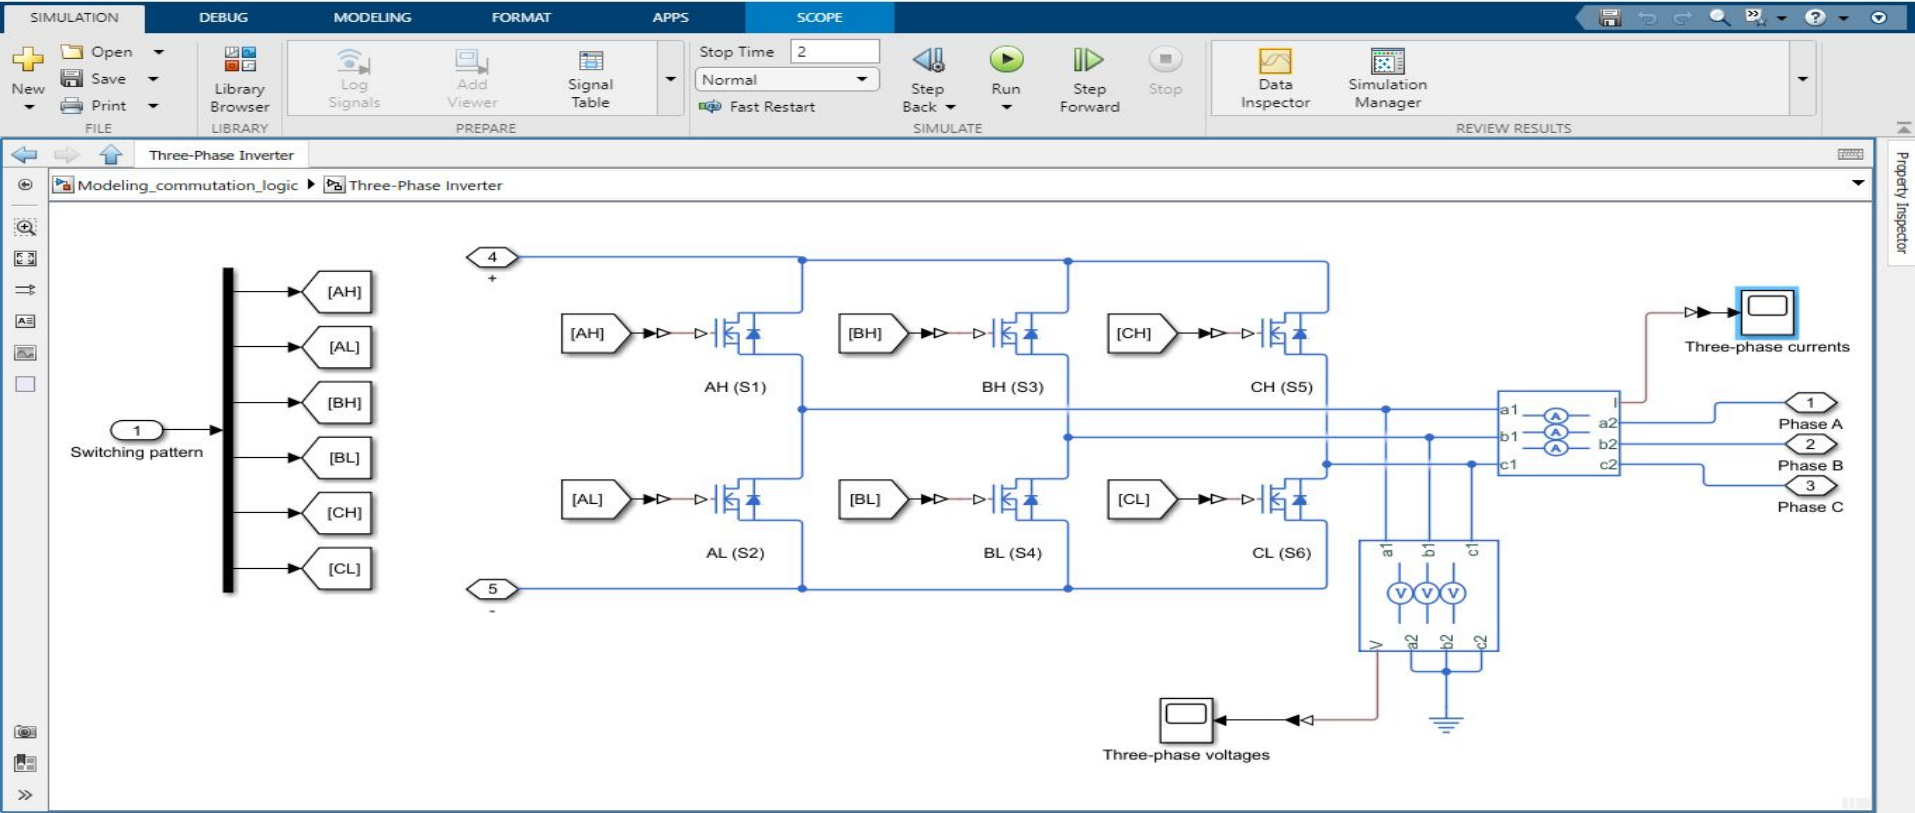 SIMULATION DEBUG MODELING FORMAT APPS SCOPE
New
Open
Save
Print
FILE
Library
Browser
LIBRARY
Log
Signals
Add
Viewer
Signal
Table
PREPARE
Stop Time 2
Normal
Fast Restart
Step
Back
Run
Step
Forward
Stop
SIMULATE
Data
Inspector
Simulation
Manager
REVIEW RESULTS
Three-Phase Inverter
Property Inspector
Modeling_commutation_logic Three-Phase Inverter
1
Switching pattern
[AH]
[AL]
[BH]
[BL]
[CH]
[CL]
4
+
[AH]
AH (S1)
[BH]
BH (S3)
[CH]
CH (S5)
[AL]
AL (S2)
[BL]
BL (S4)
[CL]
CL (S6)
5
-
Three-phase currents
a1
b1
c1
A
A
A
I
a2
b2
c2
1
Phase A
2
Phase B
3
Phase C
a1 b1 c1
V V V
V a2 b2 c2
Three-phase voltages